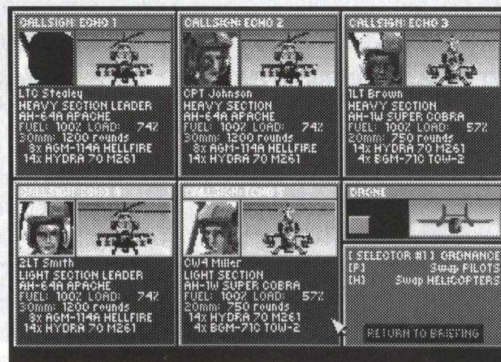 CALLSIGN: ECHO 1
LTC Stealey
HEAVY SECTION LEADER
AH-64A APACHE
FUEL: 100% LOAD: 74%
30mm: 1200 rounds
8x AGM-114A HELLFIRE
14x HYDRA 70 M261
CALLSIGN: ECHO 2
CPT Johnson
HEAVY SECTION
AH-64A APACHE
FUEL: 100% LOAD: 74%
30mm: 1200 rounds
8x AGM-114A HELLFIRE
14x HYDRA 70 M261
CALLSIGN: ECHO 3
1LT Brown
HEAVY SECTION
AH-1W SUPER COBRA
FUEL: 100% LOAD: 57%
20mm: 750 rounds
14x HYDRA 70 M261
4x BGM-71C TOW-2
CALLSIGN: ECHO 4
2LT Smith
LIGHT SECTION LEADER
AH-64A APACHE
FUEL: 100% LOAD: 74%
30mm: 1200 rounds
8x AGM-114A HELLFIRE
14x HYDRA 70 M261
CALLSIGN: ECHO 5
CW4 Miller
LIGHT SECTION
AH-1W SUPER COBRA
FUEL: 100% LOAD: 57%
20mm: 750 rounds
14x HYDRA 70 M261
4x BGM-71C TOW-2
DRONE
[ SELECTOR #1 ] ORDNANCE
[P] Swap PILOTS
[H] Swap HELICOPTERS
RETURN TO BRIEFING